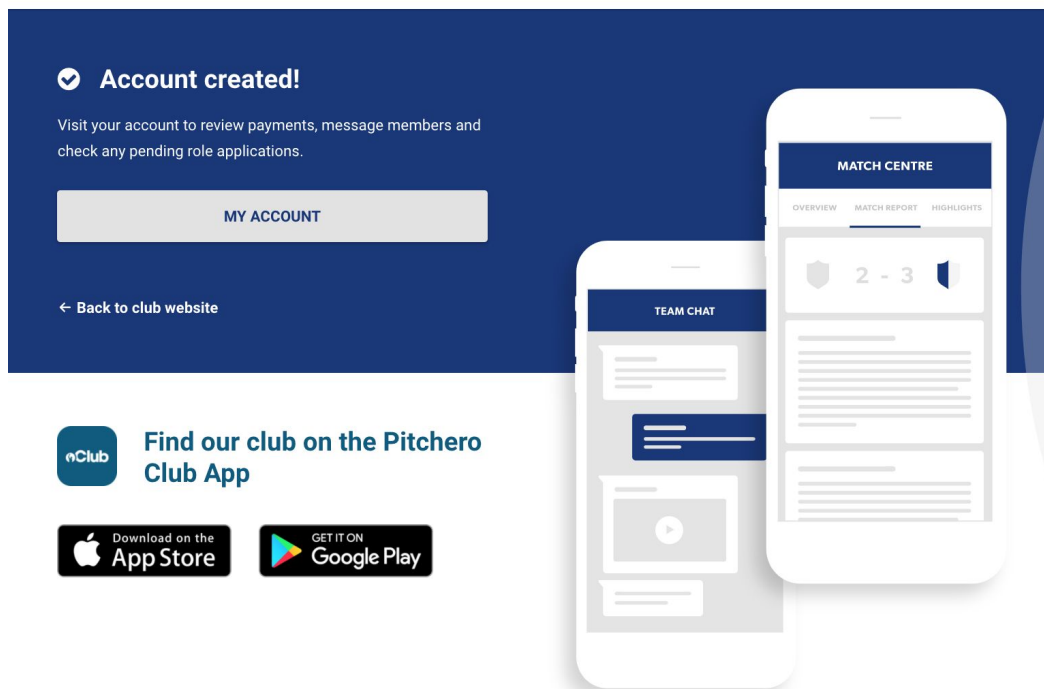 Account created!
Visit your account to review payments, message members and
check any pending role applications.
MY ACCOUNT
← Back to club website
MATCH CENTRE
OVERVIEW MATCH REPORT HIGHLIGHTS
2 - 3
TEAM CHAT
Club
Find our club on the Pitchero
Club App
Download on the
App Store
GET IT ON
Google Play